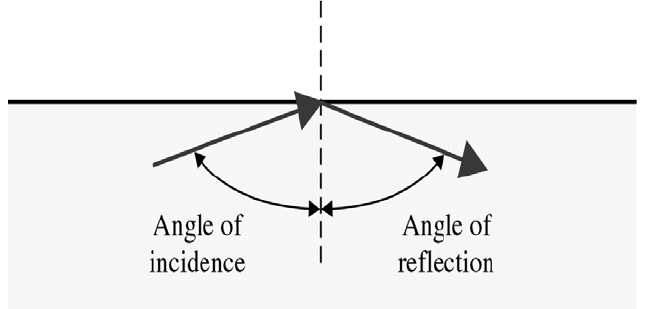 Angle of
incidence
Angle of
reflection